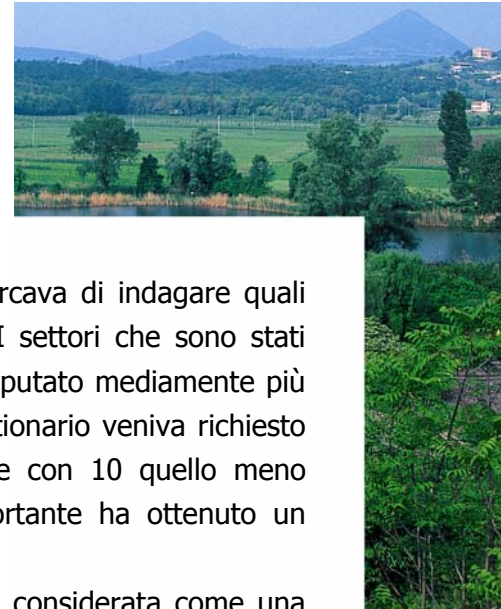 rcava di indagare quali
I settori che sono stati
putato mediamente più
tionario veniva richiesto
e con 10 quello meno
ortante ha ottenuto un
considerata come una